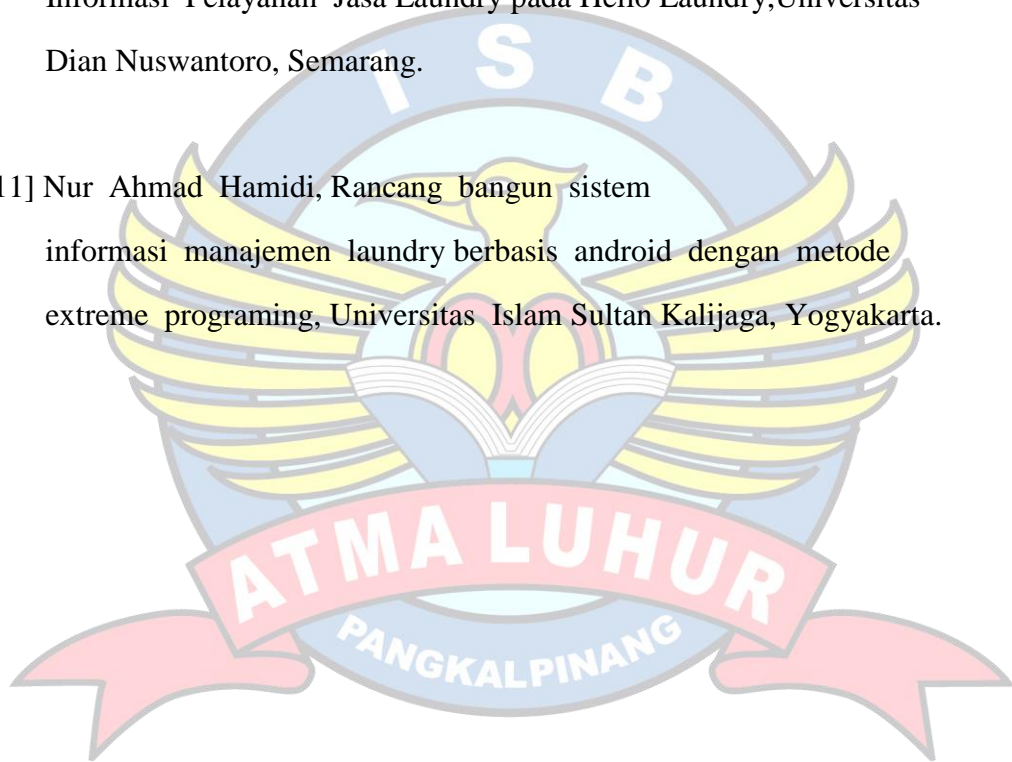 Informasi Pelayanan Jasa Laundry pada Hello Laundry,Universitas
Dian Nuswantoro, Semarang.
11] Nur Ahmad Hamidi, Rancang bangun sistem
informasi manajemen laundry berbasis android dengan metode
extreme programing, Universitas Islam Sultan Kalijaga, Yogyakarta.
I S B
ATMA LUHUR
PANGKALPINANG